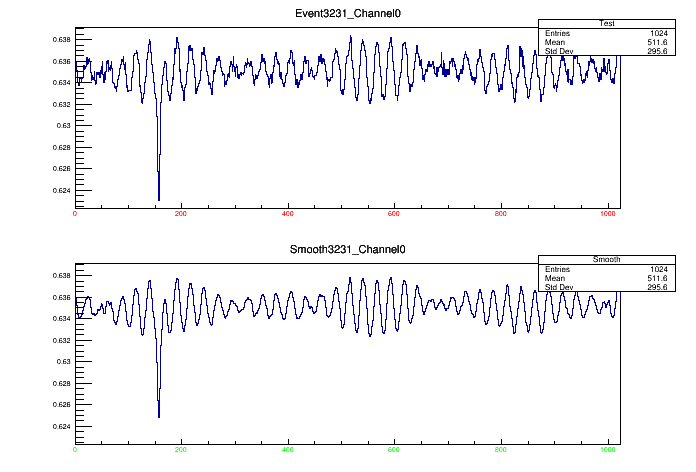 Event3231_Channel0
Test
Entries 1024
Mean 511.6
Std Dev 295.6
0.638
0.636
0.634
0.632
0.63
0.628
0.626
0.624
0 200 400 600 800 1000
Smooth3231_Channel0
Smooth
Entries 1024
Mean 511.6
Std Dev 295.6
0.638
0.636
0.634
0.632
0.63
0.628
0.626
0.624
0 200 400 600 800 1000